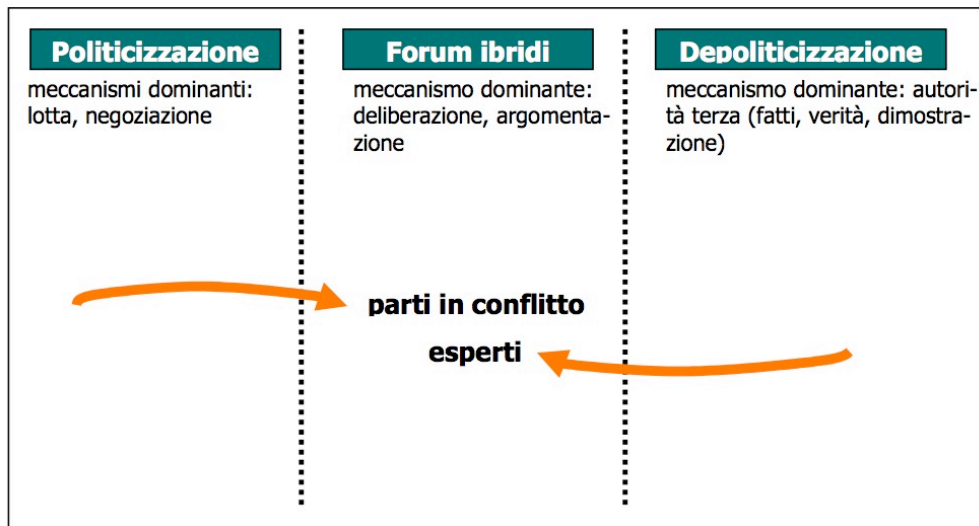 Politicizzazione
meccanismi dominanti:
lotta, negoziazione
Forum ibridi
meccanismo dominante:
deliberazione, argomenta-
zione
Depoliticizzazione
meccanismo dominante: autori-
tà terza (fatti, verità, dimostra-
zione)
parti in conflitto
esperti